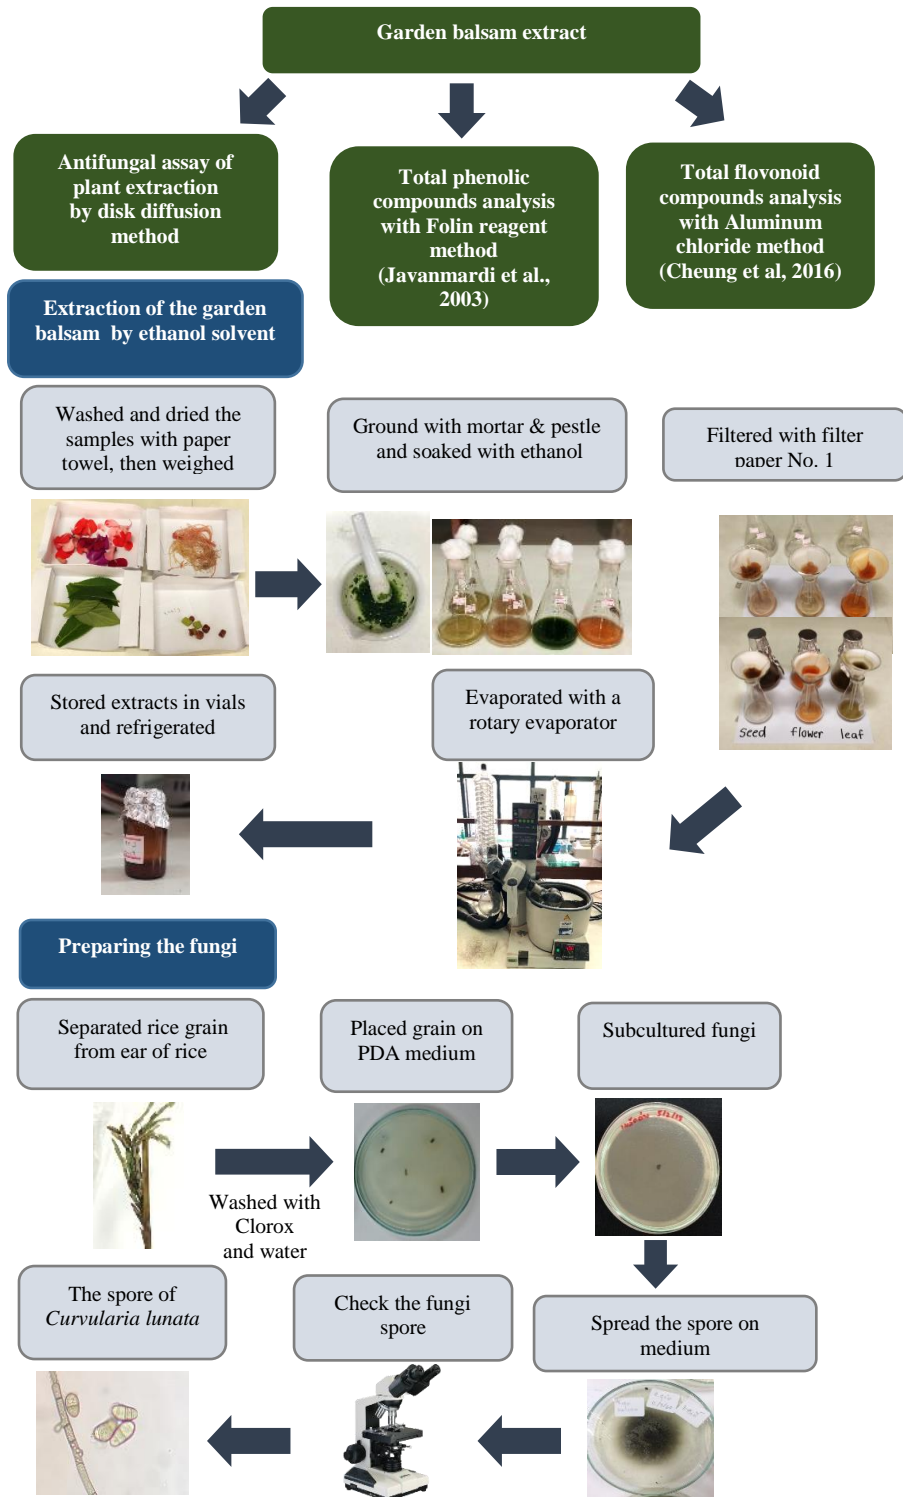 Garden balsam extract
Antifungal assay of
plant extraction
by disk diffusion
method
Total phenolic
compounds analysis
with Folin reagent
method
(Javanmardi et al.,
2003)
Total flovonoid
compounds analysis
with Aluminum
chloride method
(Cheung et al, 2016)
Extraction of the garden
balsam by ethanol solvent
Washed and dried the
samples with paper
towel, then weighed
Ground with mortar & pestle
and soaked with ethanol
Filtered with filter
paper No. 1
seed flower leaf
Stored extracts in vials
and refrigerated
Evaporated with a
rotary evaporator
Preparing the fungi
Separated rice grain
from ear of rice
Placed grain on
PDA medium
Subcultured fungi
Washed with
Clorox
and water
The spore of
Curvularia lunata
Check the fungi
spore
Spread the spore on
medium